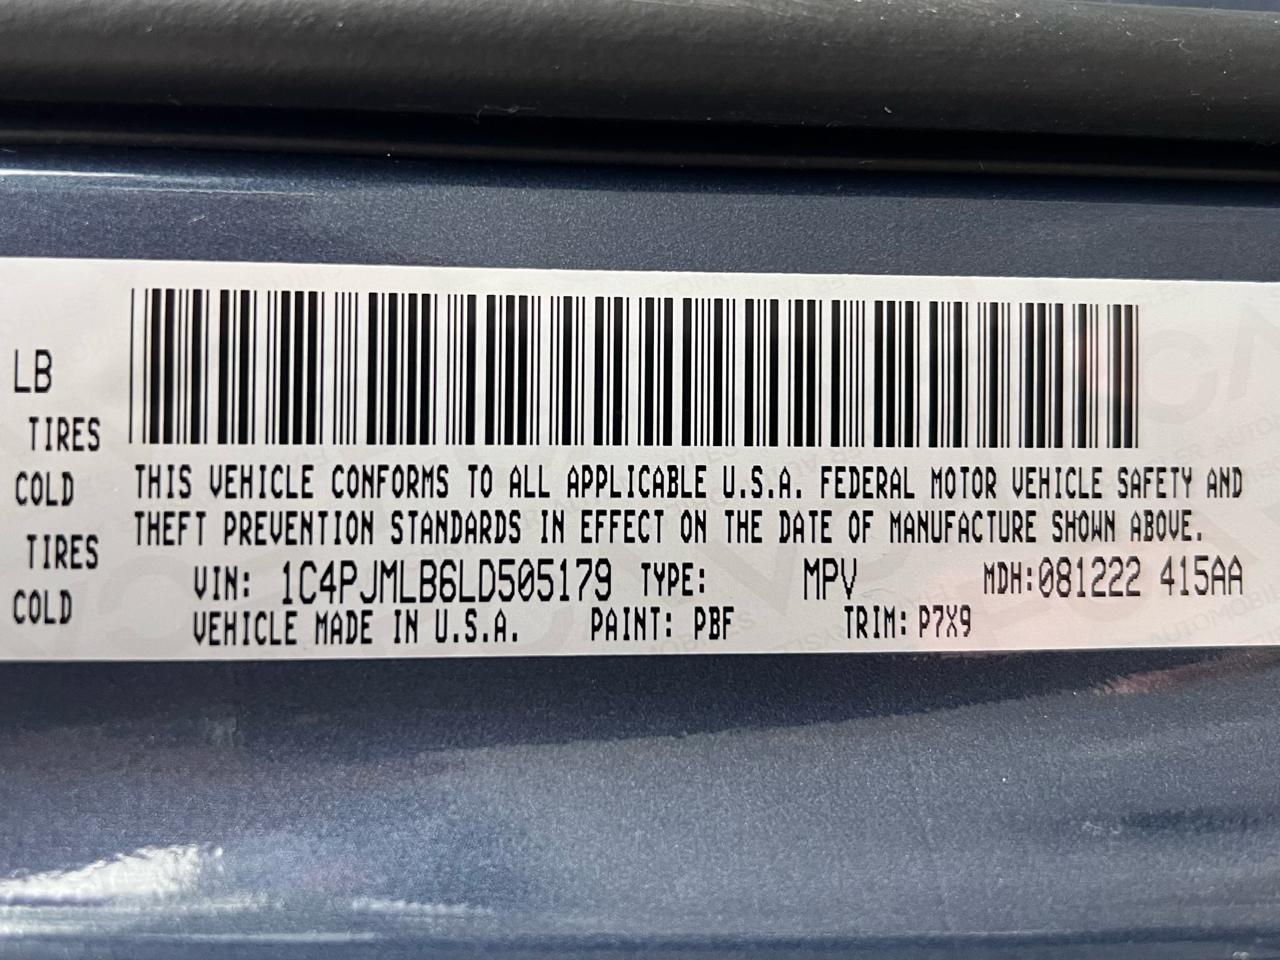 LB
TIRES
COLD
TIRES
COLD
THIS VEHICLE CONFORMS TO ALL APPLICABLE U.S.A. FEDERAL MOTOR VEHICLE SAFETY AND
THEFT PREVENTION STANDARDS IN EFFECT ON THE DATE OF MANUFACTURE SHOWN ABOVE.
VIN: 1C4PJMLB6LD505179 TYPE: MPV MDH:081222 415AA
VEHICLE MADE IN U.S.A. PAINT: PBF TRIM: P7X9